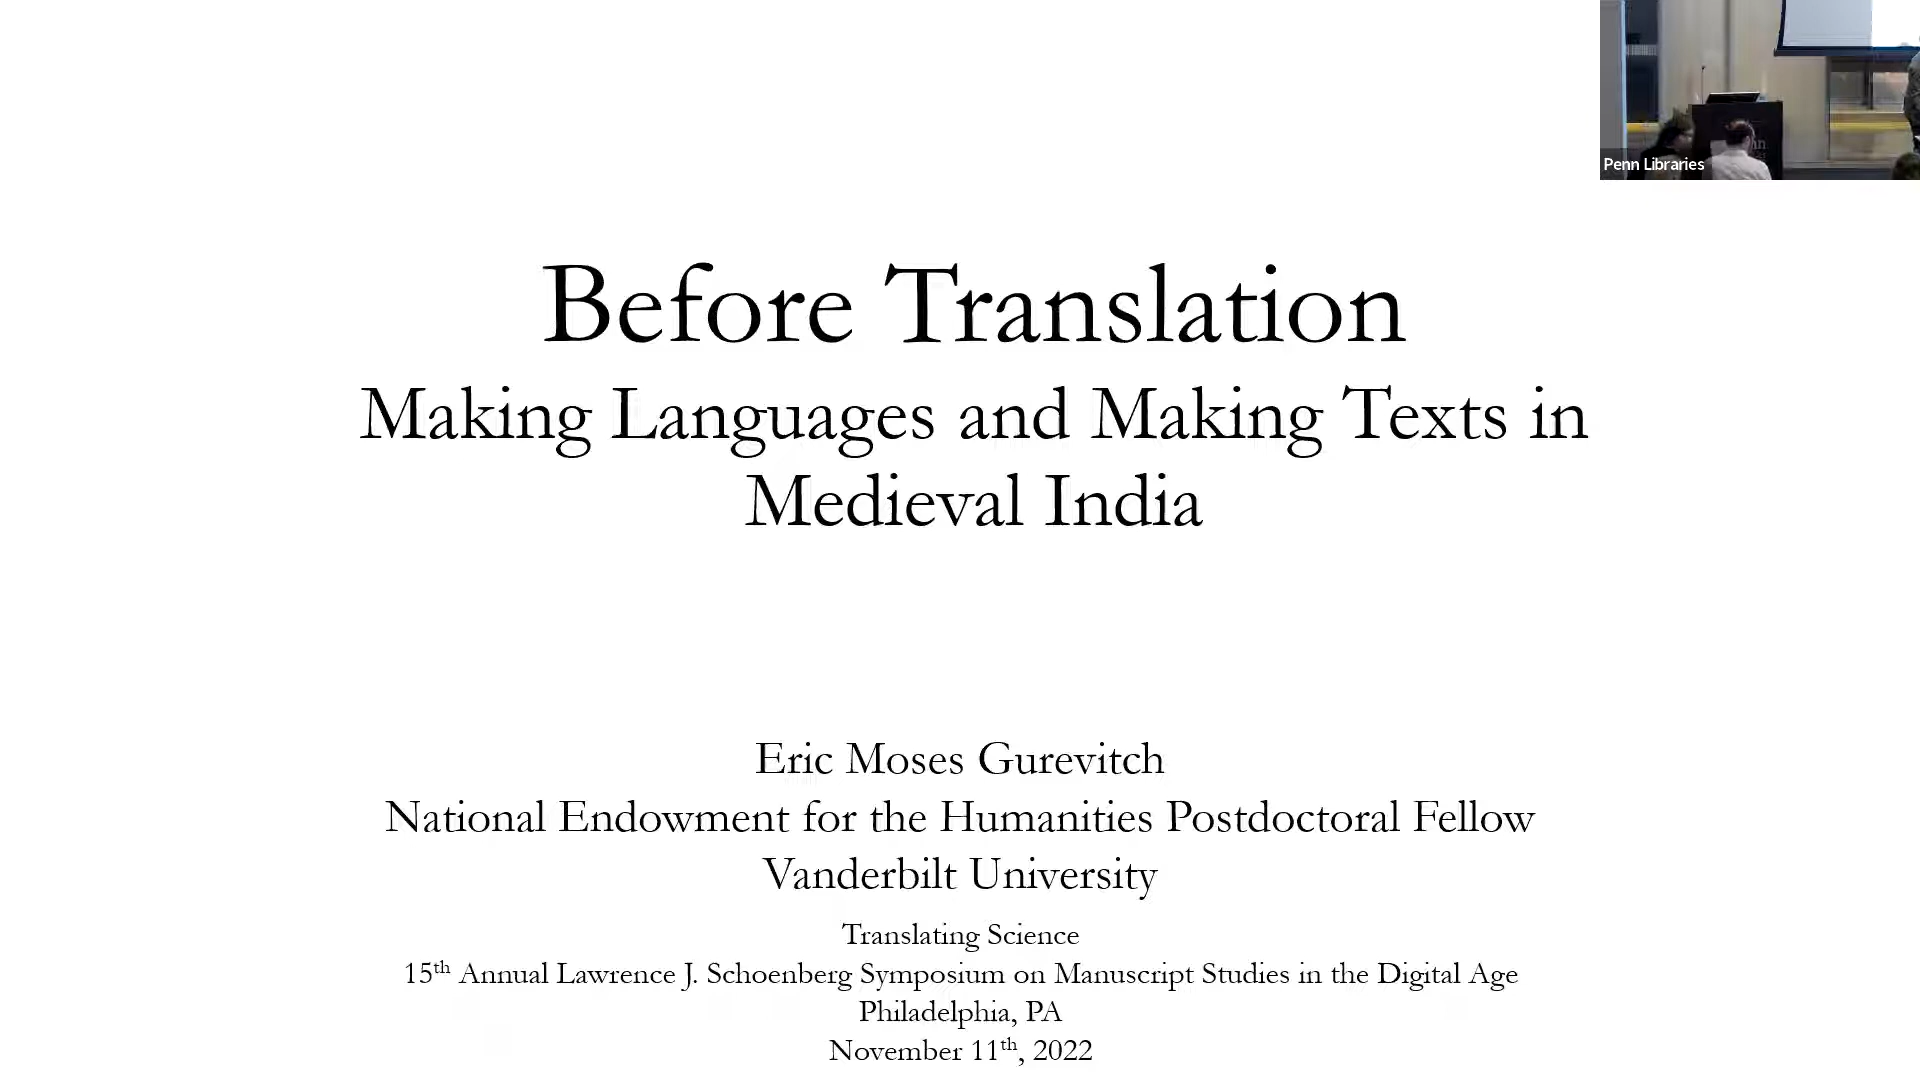 Penn Libraries
Before Translation
Making Languages and Making Texts in
Medieval India
Eric Moses Gurevitch
National Endowment for the Humanities Postdoctoral Fellow
Vanderbilt University
Translating Science
15th Annual Lawrence J. Schoenberg Symposium on Manuscript Studies in the Digital Age
Philadelphia, PA
November 11th, 2022